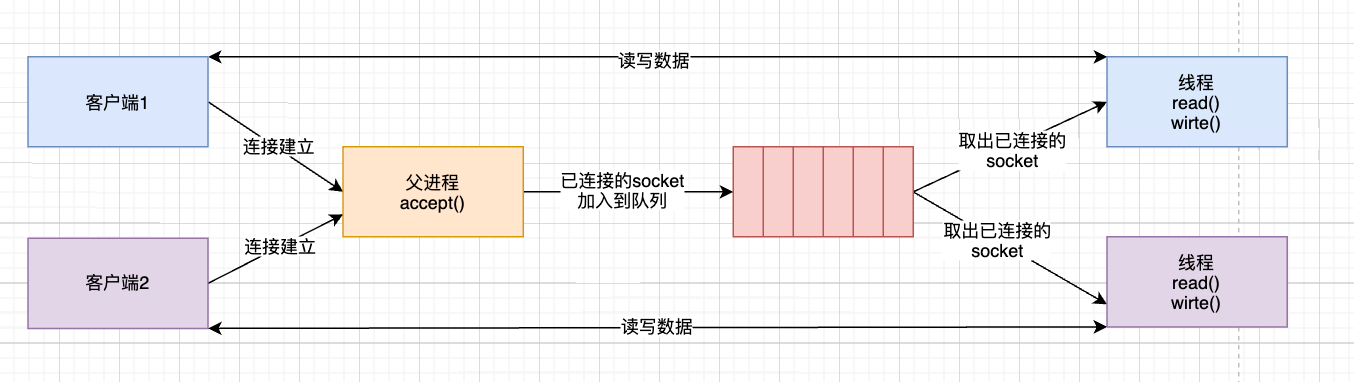 读写数据
客户端1
线程
read()
wirte()
连接建立
取出已连接的
socket
父进程
accept()
已连接的socket
加入到队列
连接建立
取出已连接的
socket
客户端2
线程
read()
wirte()
读写数据